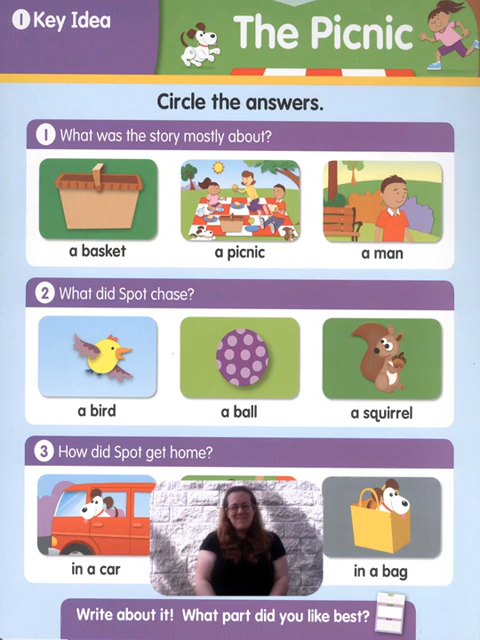 1 Key Idea
The Picnic
Circle the answers.
1 What was the story mostly about?
a basket
a picnic
a man
2 What did Spot chase?
a bird
a ball
a squirrel
3 How did Spot get home?
in a car
in a bag
Write about it! What part did you like best?